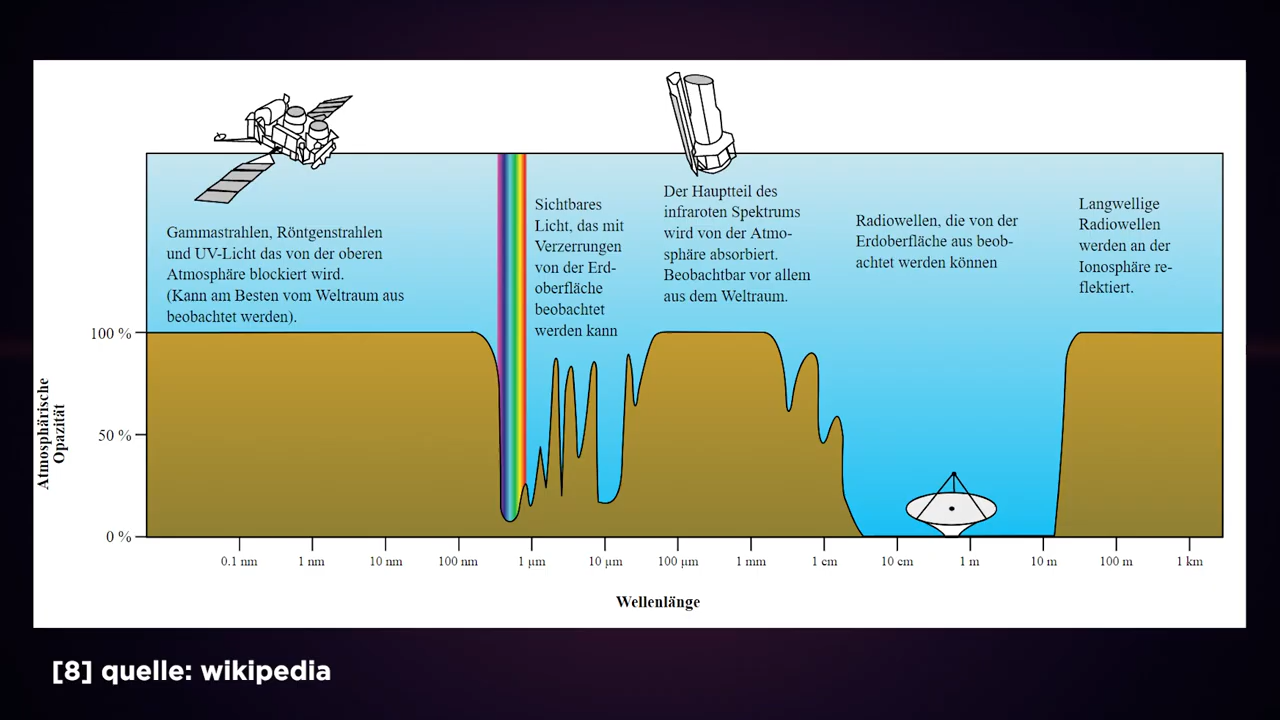 Gammastrahlen, Röntgenstrahlen
und UV-Licht das von der oberen
Atmosphäre blockiert wird.
(Kann am Besten vom Weltraum aus
beobachtet werden).
Sichtbares
Licht, das mit
Verzerrungen
von der Erd-
oberfläche
beobachtet
werden kann
Der Hauptteil des
infraroten Spektrums
wird von der Atmo-
sphäre absorbiert.
Beobachtbar vor allem
aus dem Weltraum.
Radiowellen, die von der
Erdoberfläche aus beob-
achtet werden können
Langwellige
Radiowellen
werden an der
Ionosphäre re-
flektiert.
Atmosphärische
Opazität
100 %
50 %
0 %
0.1 nm
1 nm
10 nm
100 nm
1 µm
10 µm
100 µm
1 mm
1 cm
10 cm
1 m
10 m
100 m
1 km
Wellenlänge
[8] quelle: wikipedia